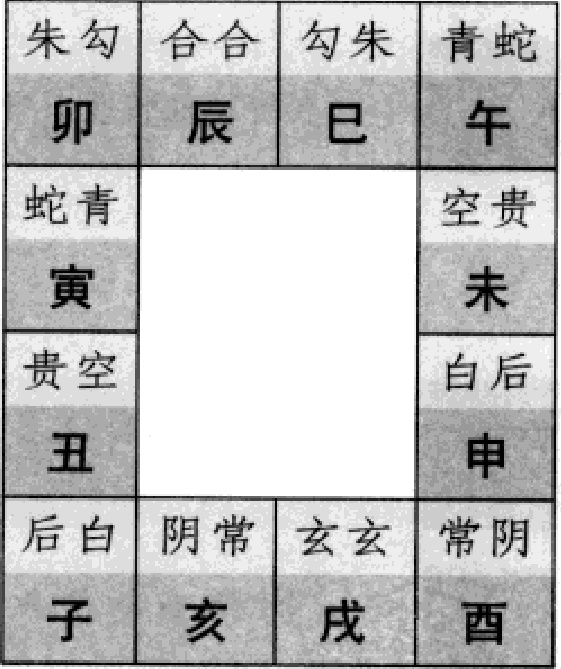 朱勾 合合 勾朱 青蛇
卯 辰 巳 午
蛇青 空贵
寅 未
贵空 白后
丑 申
后白 阴常 玄玄 常阴
子 亥 戌 酉